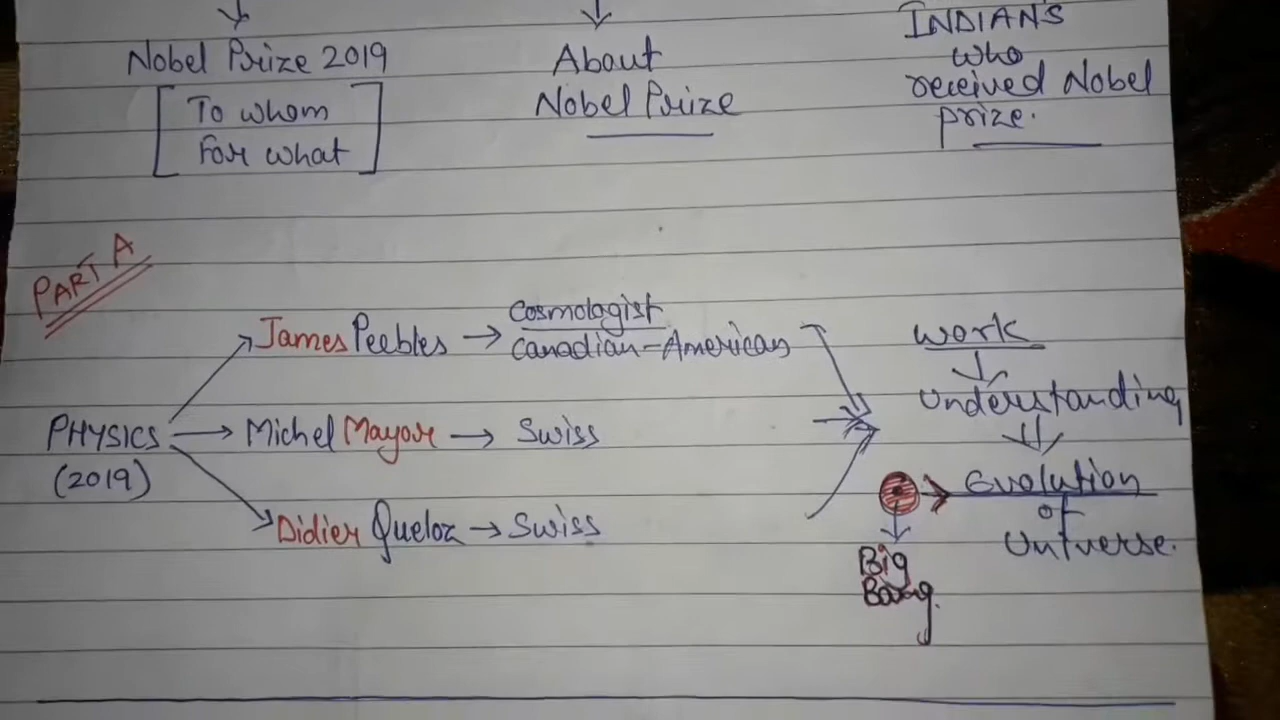 Nobel Prize 2019
To whom
For what
About
Nobel Prize
INDIANS
who
received Nobel
prize.
PART A
PHYSICS
(2019)
James Peebles → Cosmologist
Canadian-American
Michel Mayor → Swiss
Didier Queloz → Swiss
work
Understanding
Evolution
of
Universe.
Big
Bang.